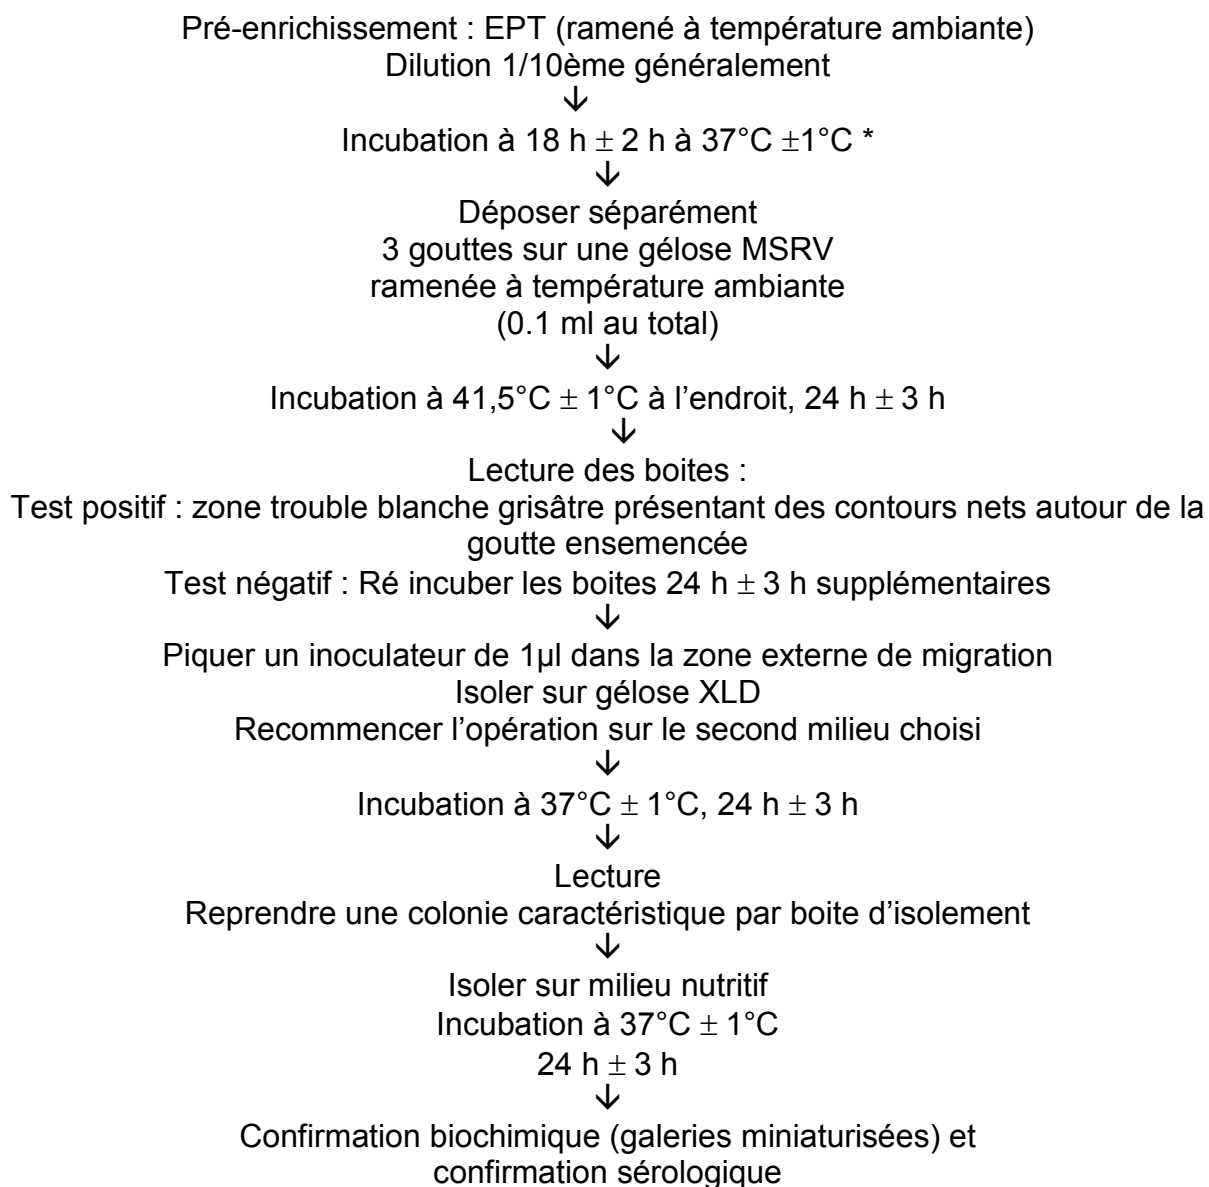 Pré-enrichissement : EPT (ramené à température ambiante)
Dilution 1/10ème généralement
↓
Incubation à 18 h ± 2 h à 37°C ±1°C *
↓
Déposer séparément
3 gouttes sur une gélose MSRV
ramenée à température ambiante
(0.1 ml au total)
↓
Incubation à 41,5°C ± 1°C à l'endroit, 24 h ± 3 h
↓
Lecture des boites :
Test positif : zone trouble blanche grisâtre présentant des contours nets autour de la
goutte ensemencée
Test négatif : Ré incuber les boites 24 h ± 3 h supplémentaires
↓
Piquer un inoculateur de 1µl dans la zone externe de migration
Isoler sur gélose XLD
Recommencer l'opération sur le second milieu choisi
↓
Incubation à 37°C ± 1°C, 24 h ± 3 h
↓
Lecture
Reprendre une colonie caractéristique par boite d'isolement
↓
Isoler sur milieu nutritif
Incubation à 37°C ± 1°C
24 h ± 3 h
↓
Confirmation biochimique (galeries miniaturisées) et
confirmation sérologique